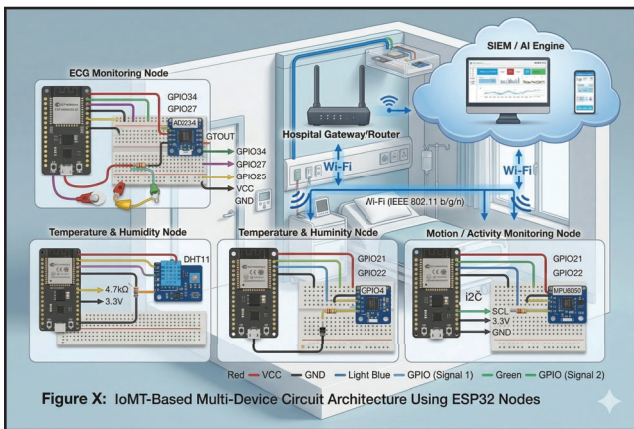 SIEM / AI Engine
ECG Monitoring Node
GPIO34
GPIO27
AD2234
GTOUT
GPIO34
GPIO27
GPIO25
VCC
GND
Hospital Gateway/Router
Wi-Fi
Wi-Fi
Wi-Fi (IEEE 802.11 b/g/n)
Temperature & Humidity Node
DHT11
4.7kΩ
3.3V
Temperature & Huminity Node
GPIO21
GPIO22
GPIO4
Motion / Activity Monitoring Node
GPIO21
GPIO22
MPU6050
i2C
SCL
3.3V
GND
Red VCC GND Light Blue GPIO (Signal 1) Green GPIO (Signal 2)
Figure X: IoMT-Based Multi-Device Circuit Architecture Using ESP32 Nodes